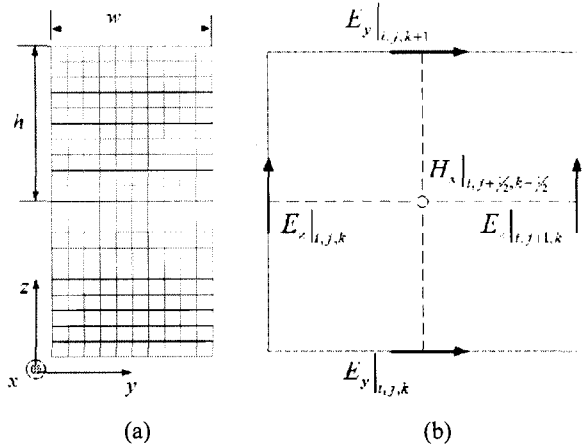 w
h
z
x
y
(a)
E_y|_{i,j,k+1}
H_x|_{i,j+1/2,k-1/2}
E_z|_{i,j,k}
E_z|_{i,j+1,k}
E_y|_{i,j,k}
(b)